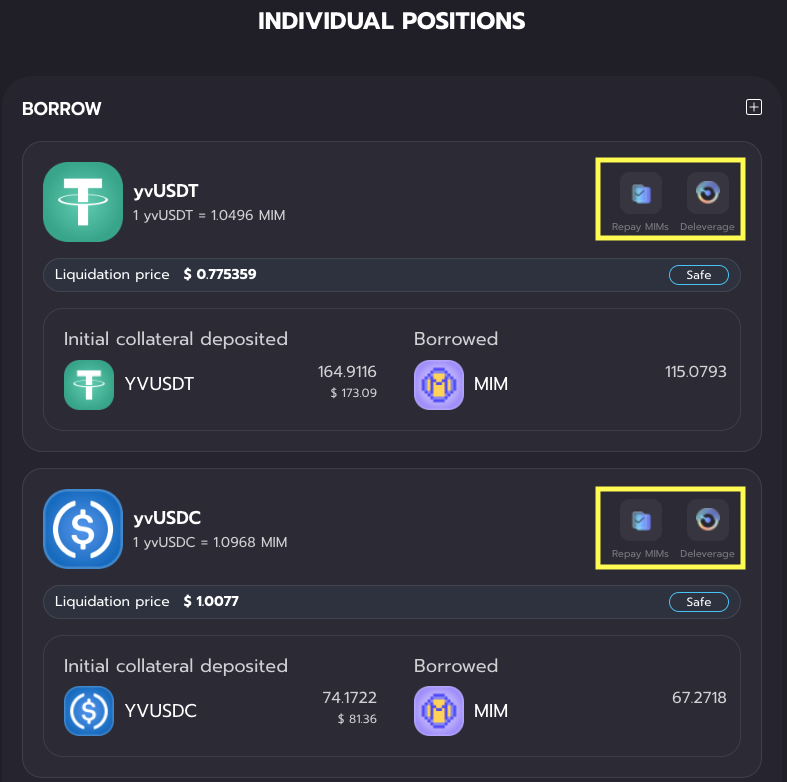 INDIVIDUAL POSITIONS
BORROW
yvUSDT
1 yvUSDT = 1.0496 MIM
Repay MIMs Deleverage
Liquidation price $ 0.775359 Safe
Initial collateral deposited Borrowed
YVUSDT 164.9116 MIM 115.0793
$ 173.09
yvUSDC
1 yvUSDC = 1.0968 MIM
Repay MIMs Deleverage
Liquidation price $ 1.0077 Safe
Initial collateral deposited Borrowed
YVUSDC 74.1722 MIM 67.2718
$ 81.36